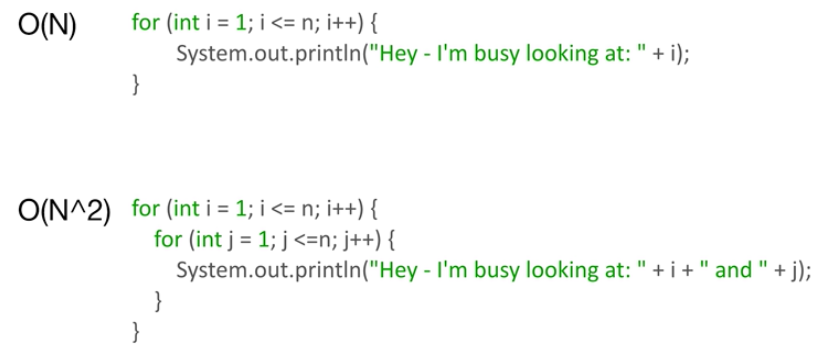 O(N) for (int i = 1; i <= n; i++) {
System.out.println("Hey - I'm busy looking at: " + i);
}
O(N^2) for (int i = 1; i <= n; i++) {
for (int j = 1; j <=n; j++) {
System.out.println("Hey - I'm busy looking at: " + i + " and " + j);
}
}